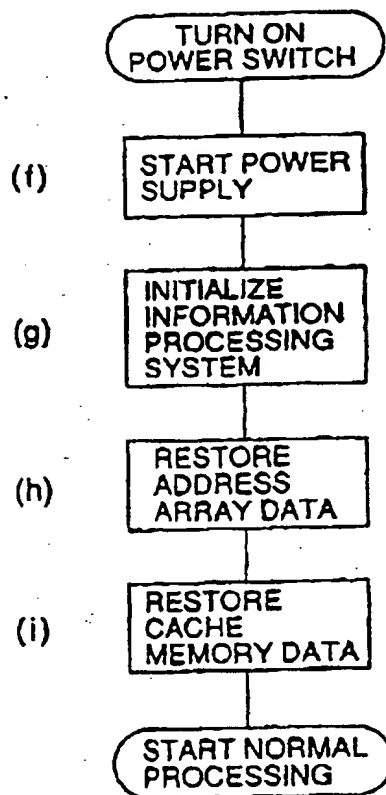 TURN ON
POWER SWITCH
(f)
START POWER
SUPPLY
(g)
INITIALIZE
INFORMATION
PROCESSING
SYSTEM
(h)
RESTORE
ADDRESS
ARRAY DATA
(i)
RESTORE
CACHE
MEMORY DATA
START NORMAL
PROCESSING